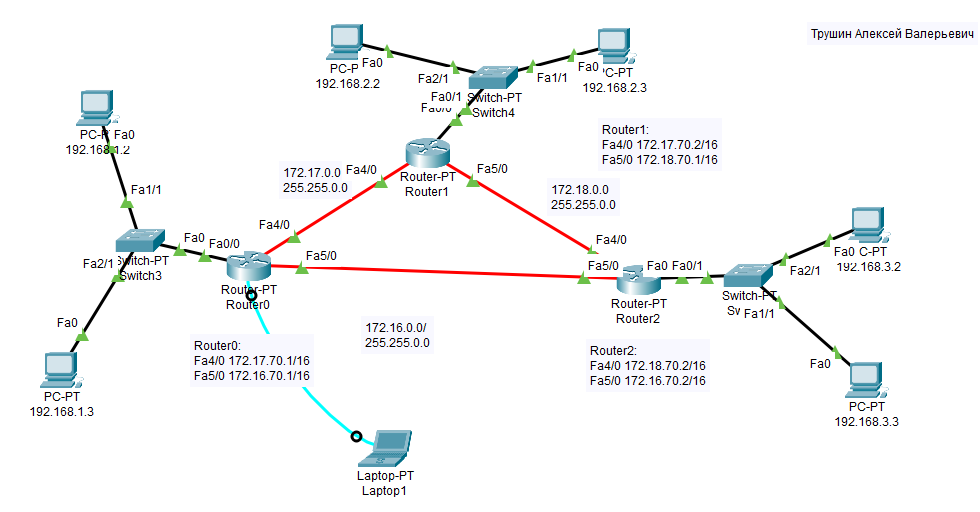 Трушин Алексей Валерьевич
Fa0
192.168.2.2
Fa2/1
Fa0/1
Fa1/1
Fa0
C-PT
192.168.2.3
Switch-PT
Switch4
Fa0
192.168.1.2
Fa1/1
Router-PT
Router1
Fa4/0
Fa5/0
172.17.0.0
255.255.0.0
Router1:
Fa4/0 172.17.70.2/16
Fa5/0 172.18.70.1/16
172.18.0.0
255.255.0.0
Fa4/0
Fa0
Fa0/0
Fa2/1
Switch-PT
Switch3
Fa5/0
Router-PT
Router0
Fa4/0
Fa5/0
Fa0
Fa0/1
Router-PT
Router2
Switch-PT
Fa1/1
Fa2/1
Fa0
C-PT
192.168.3.2
Fa0
PC-PT
192.168.1.3
Router0:
Fa4/0 172.17.70.1/16
Fa5/0 172.16.70.1/16
172.16.0.0/
255.255.0.0
Router2:
Fa4/0 172.18.70.2/16
Fa5/0 172.16.70.2/16
Fa0
PC-PT
192.168.3.3
Laptop-PT
Laptop1